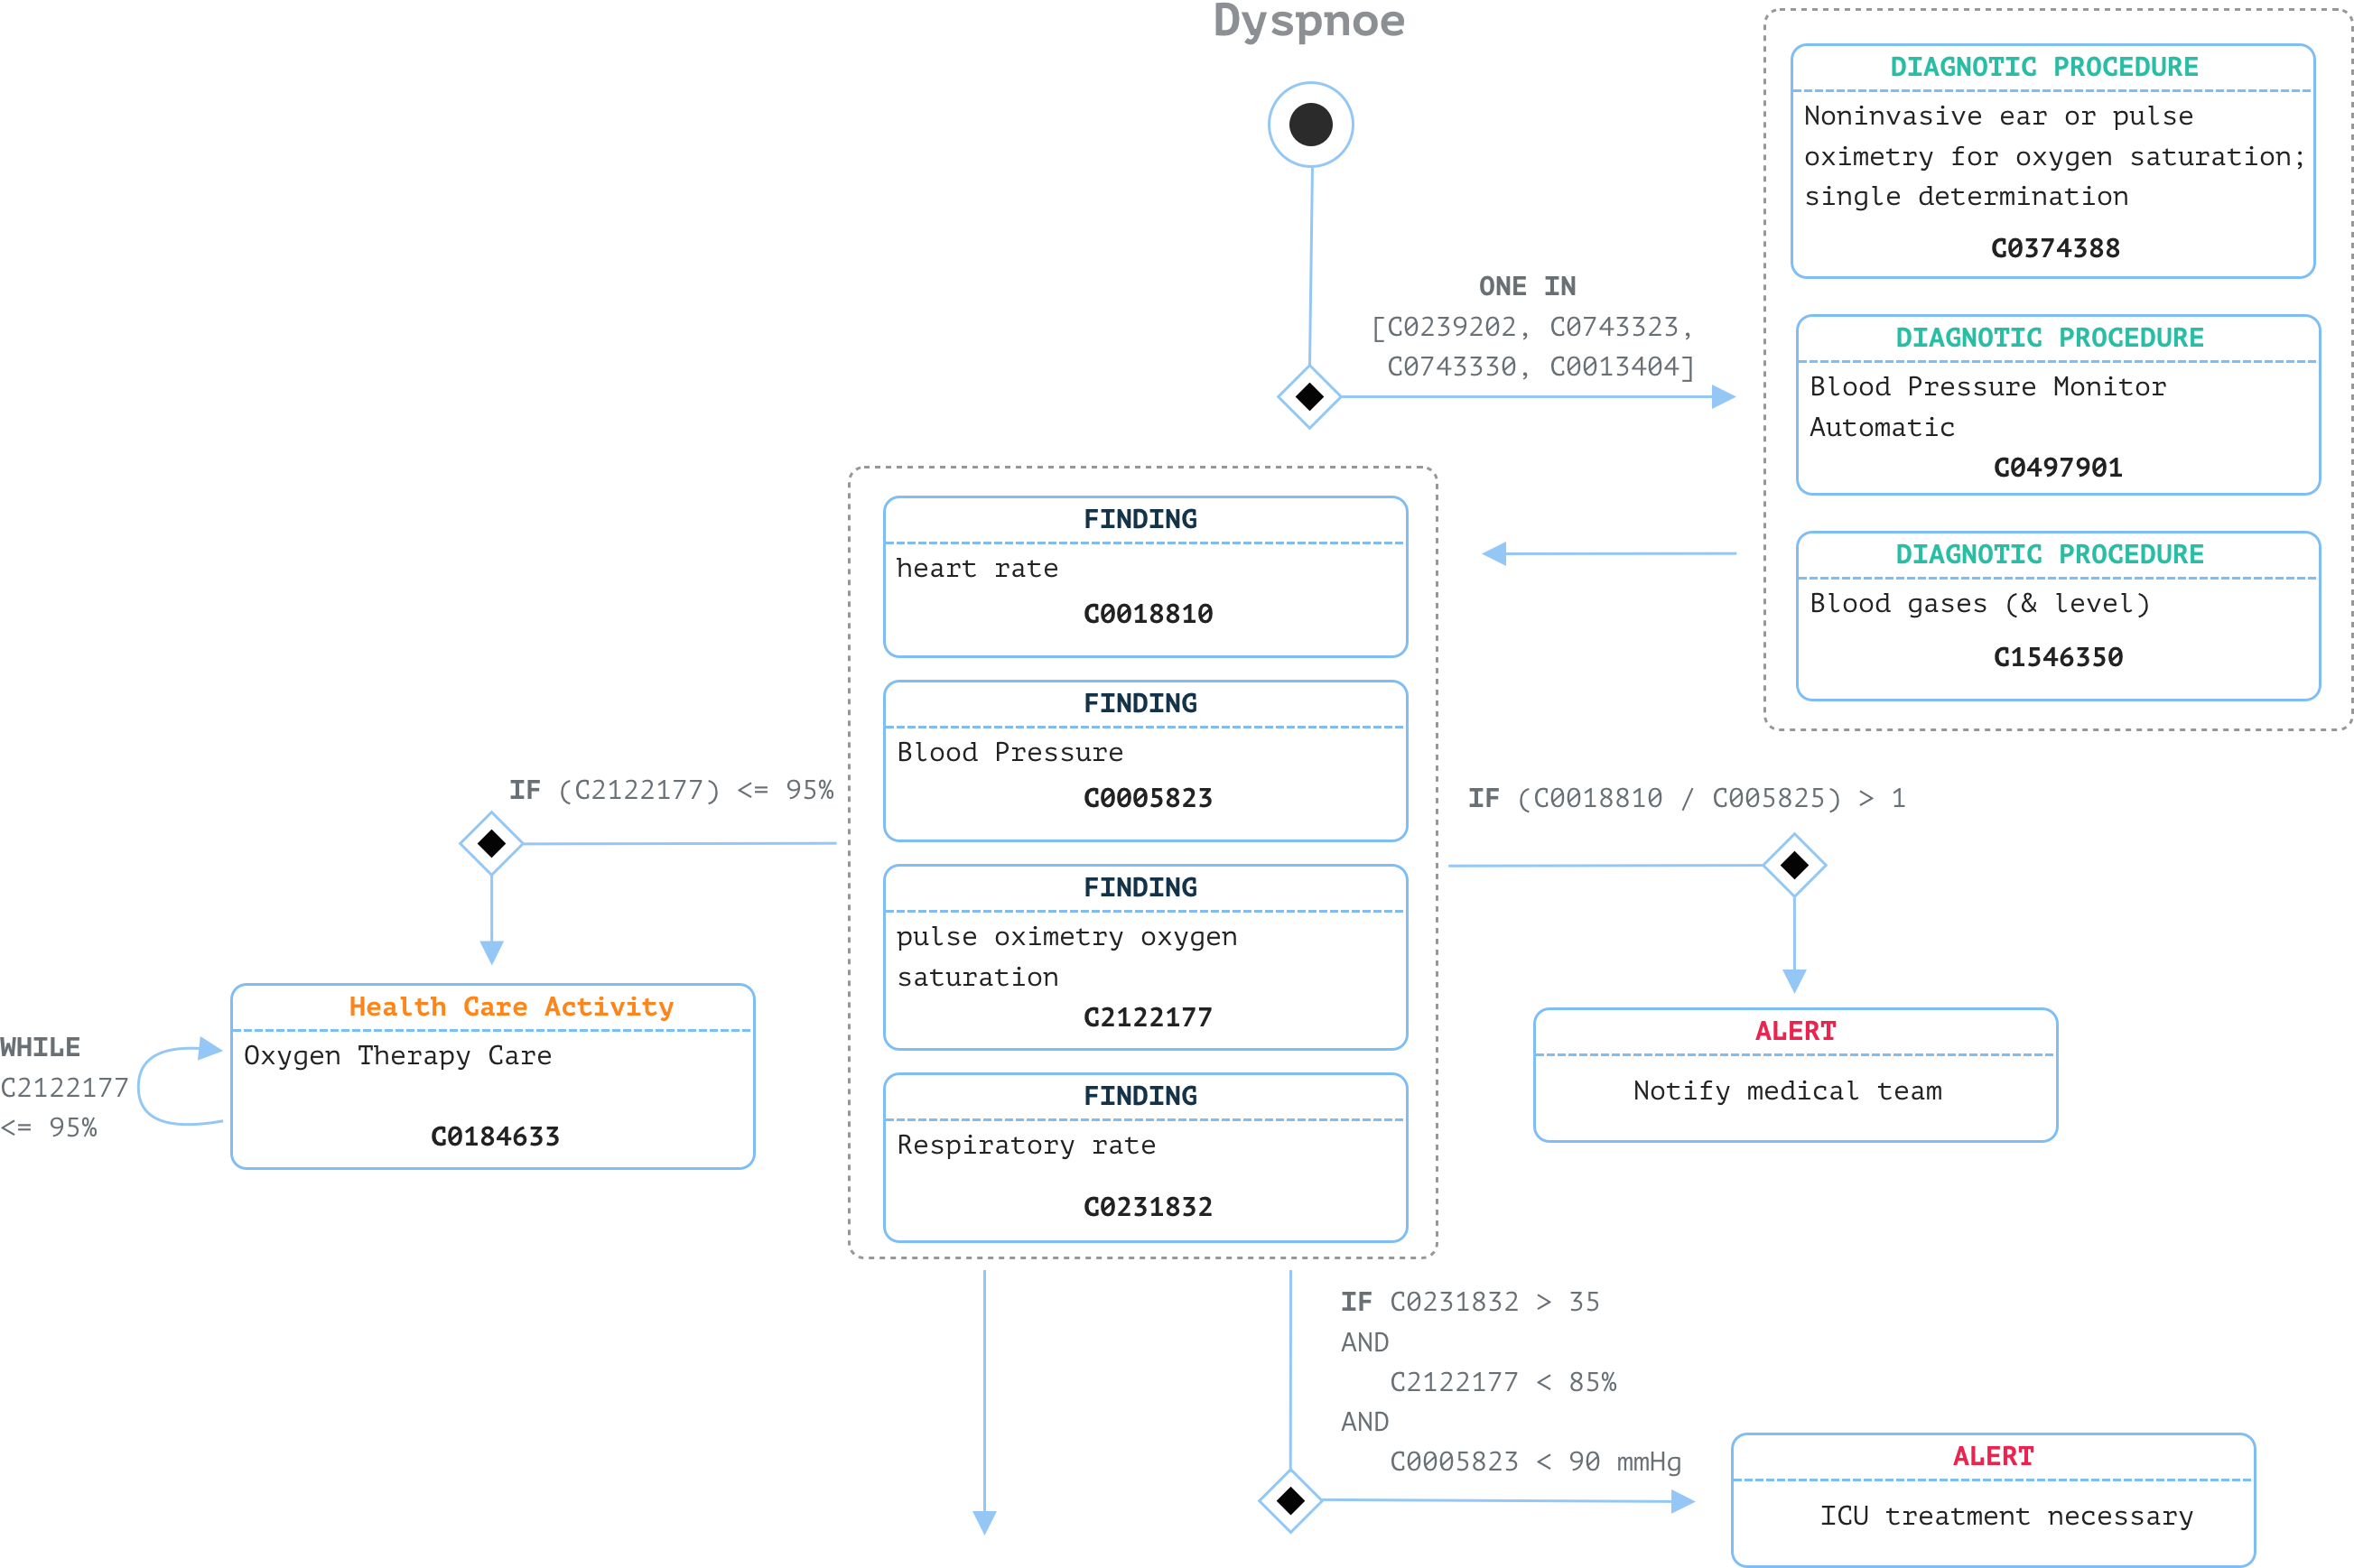 Dyspnoe
DIAGNOTIC PROCEDURE
Noninvasive ear or pulse
oximetry for oxygen saturation;
single determination
C0374388
ONE IN
[C0239202, C0743323,
C0743330, C0013404]
DIAGNOTIC PROCEDURE
Blood Pressure Monitor
Automatic
C0497901
DIAGNOTIC PROCEDURE
Blood gases (& level)
C1546350
FINDING
heart rate
C0018810
FINDING
Blood Pressure
C0005823
FINDING
pulse oximetry oxygen
saturation
C2122177
FINDING
Respiratory rate
C0231832
IF (C2122177) <= 95%
Health Care Activity
Oxygen Therapy Care
C0184633
WHILE
C2122177
<= 95%
IF (C0018810 / C005825) > 1
ALERT
Notify medical team
IF C0231832 > 35
AND
C2122177 < 85%
AND
C0005823 < 90 mmHg
ALERT
ICU treatment necessary